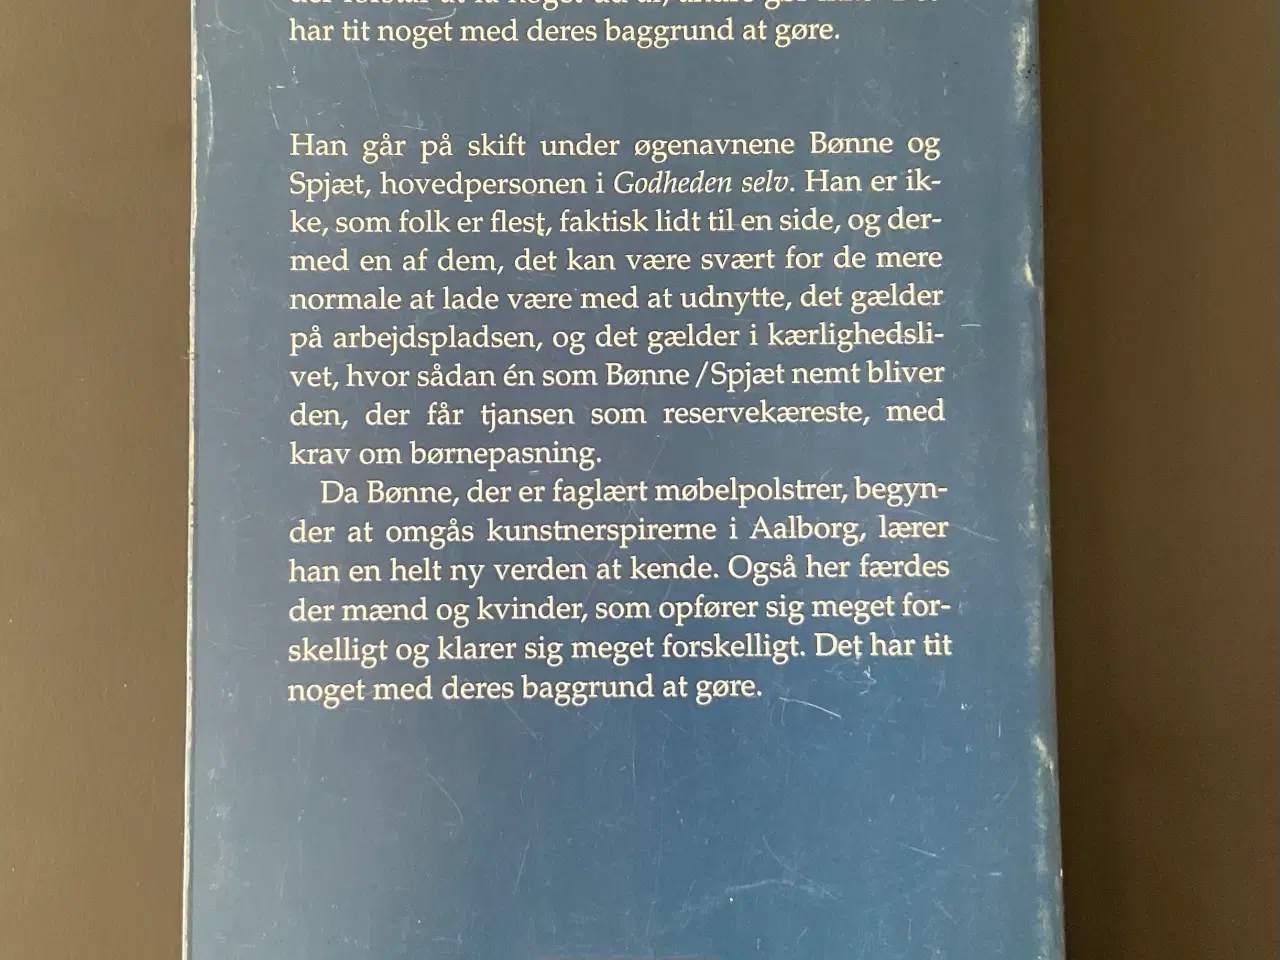 har tit noget med deres baggrund at gøre.
Han går på skift under øgenavnene Bønne og
Spjæt, hovedpersonen i Godheden selv. Han er ik-
ke, som folk er flest, faktisk lidt til en side, og der-
med en af dem, det kan være svært for de mere
normale at lade være med at udnytte, det gælder
på arbejdspladsen, og det gælder i kærlighedsli-
vet, hvor sådan én som Bønne/Spjæt nemt bliver
den, der får tjansen som reservekæreste, med
krav om børnepasning.
Da Bønne, der er faglært møbelpolstrer, begyn-
der at omgås kunstnerspirerne i Aalborg, lærer
han en helt ny verden at kende. Også her færdes
der mænd og kvinder, som opfører sig meget for-
skelligt og klarer sig meget forskelligt. Det har tit
noget med deres baggrund at gøre.